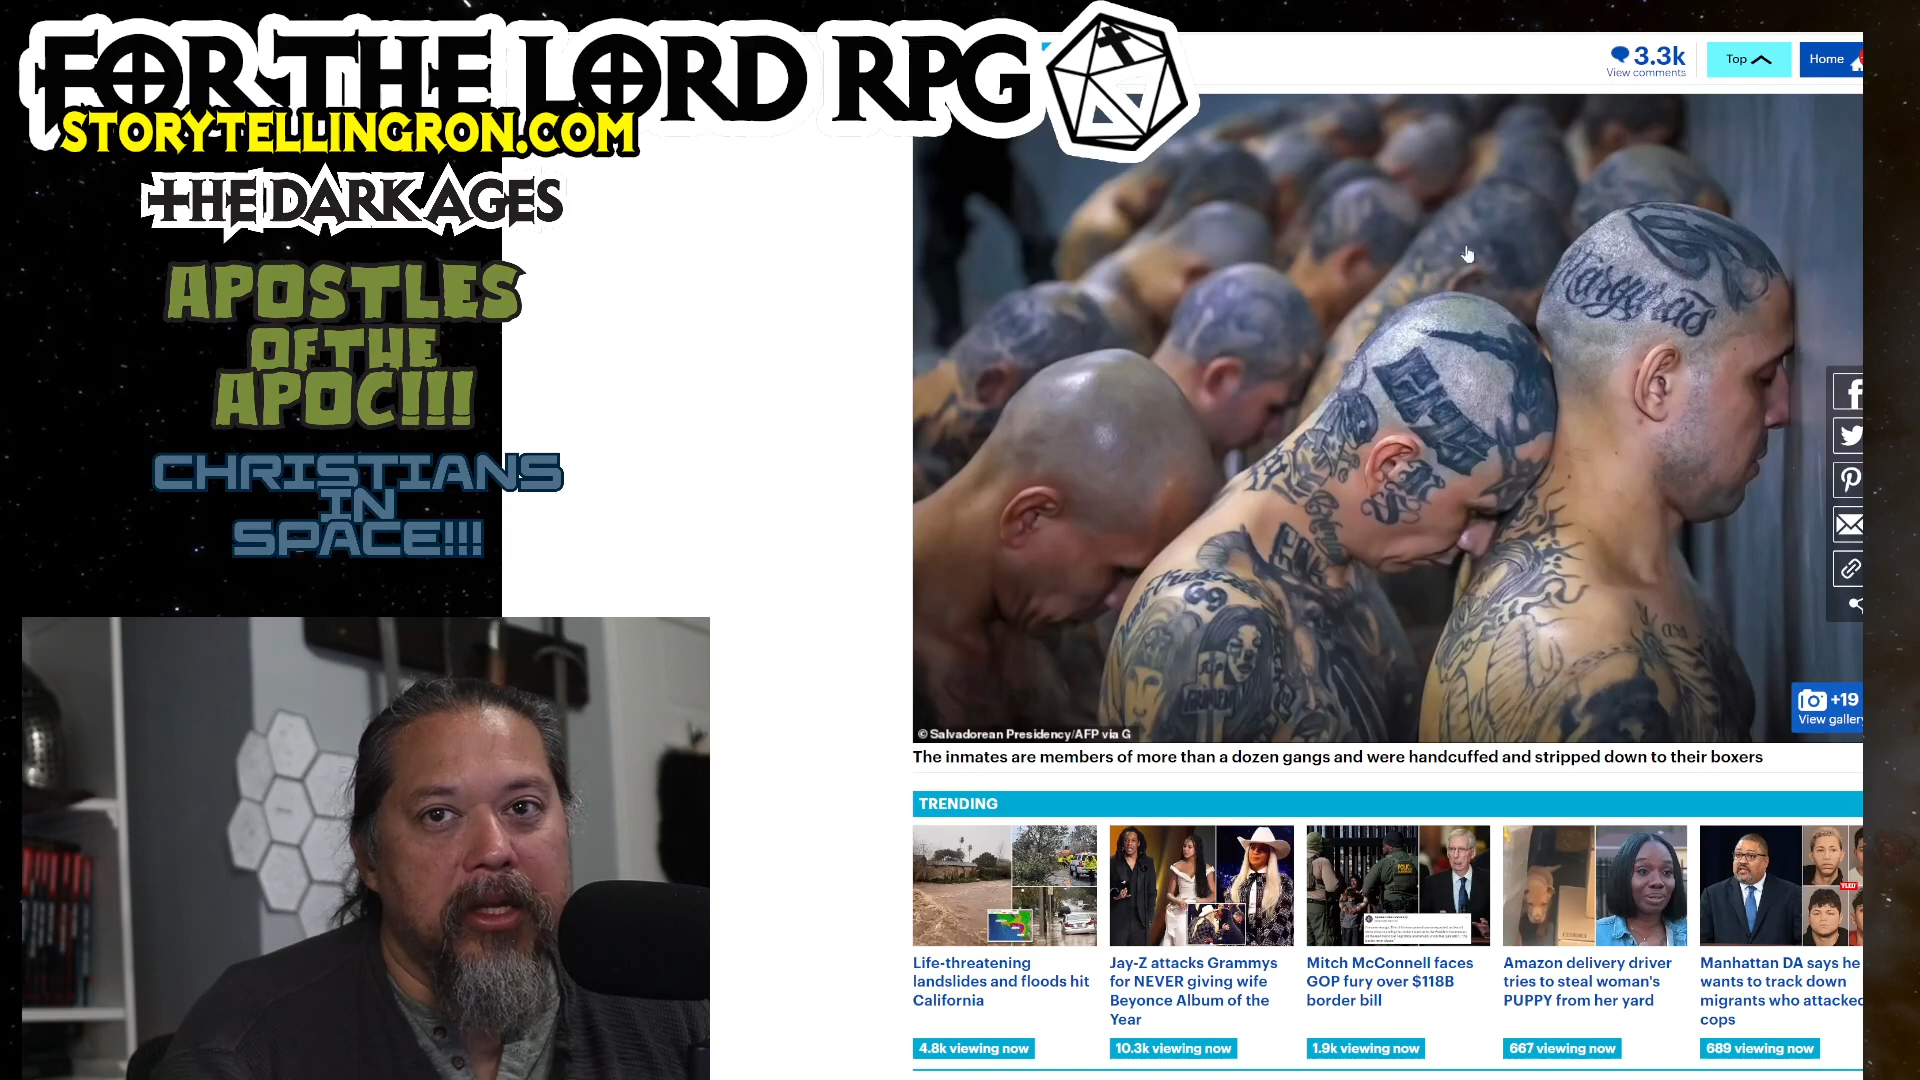 FOR THE LORD RPG
STORYTELLINGRON.COM
THE DARK AGES
APOSTLES
OF THE
APOC!!!
CHRISTIANS
IN
SPACE!!!
3.3k
View comments
Top
Home
69
+19
View gallery
© Salvadorean Presidency/AFP via G
The inmates are members of more than a dozen gangs and were handcuffed and stripped down to their boxers
TRENDING
Life-threatening
landslides and floods hit
California
4.8k viewing now
Jay-Z attacks Grammys
for NEVER giving wife
Beyonce Album of the
Year
10.3k viewing now
Mitch McConnell faces
GOP fury over $118B
border bill
1.9k viewing now
Amazon delivery driver
tries to steal woman's
PUPPY from her yard
667 viewing now
Manhattan DA says he
wants to track down
migrants who attacked
cops
689 viewing now